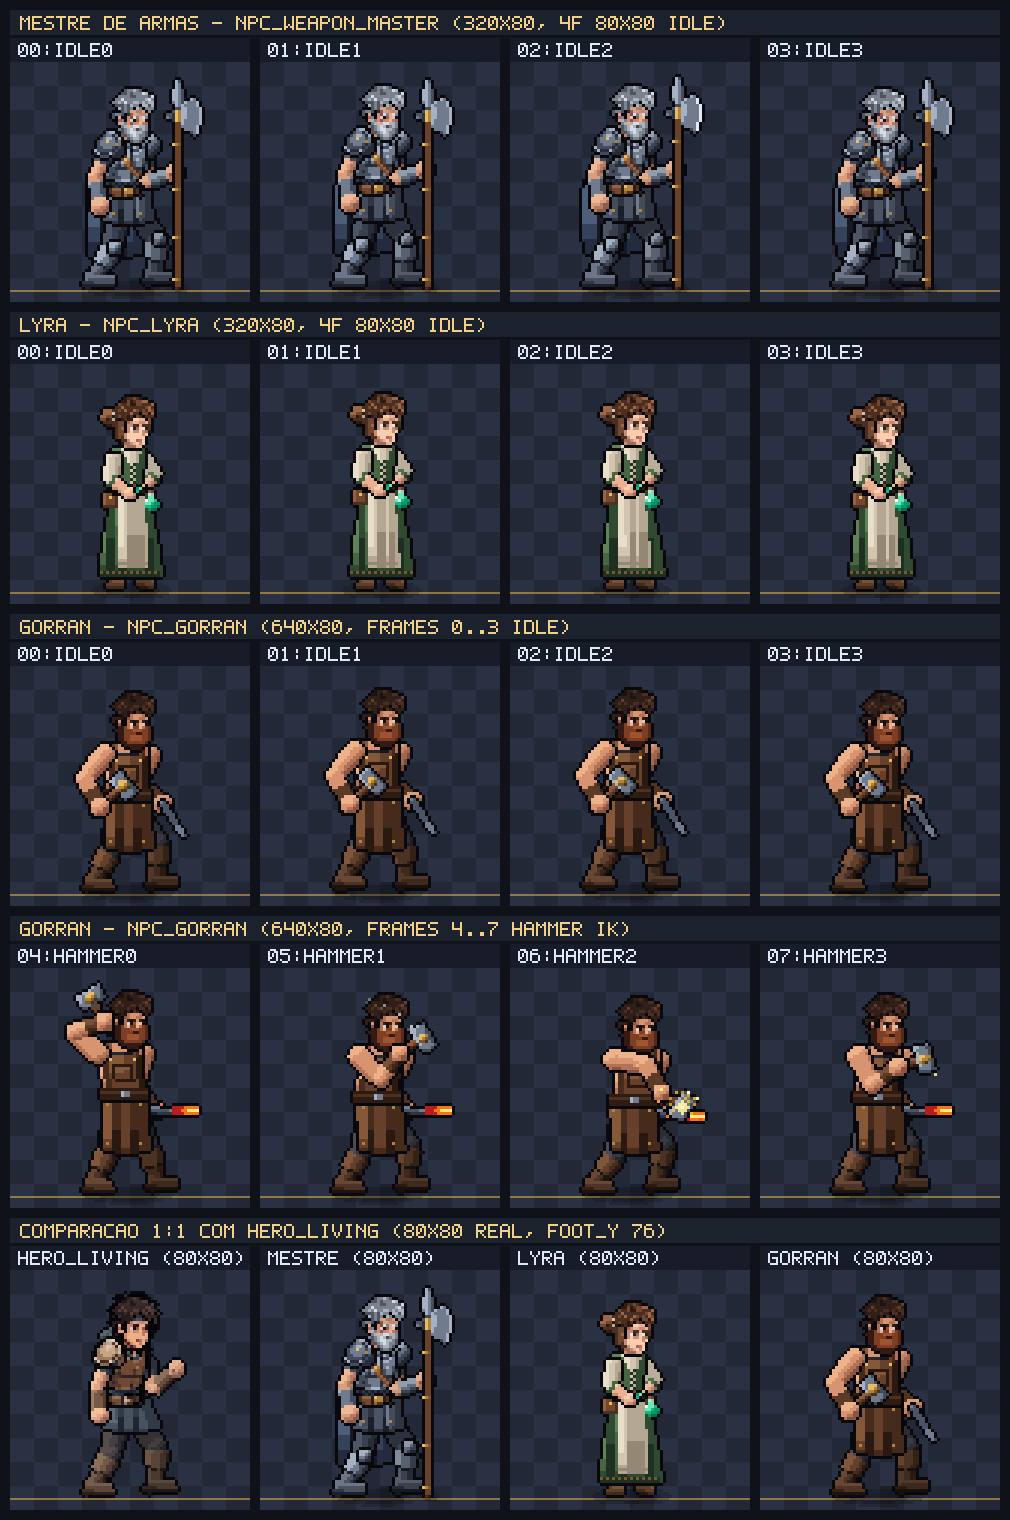 MESTRE DE ARMAS - NPC_WEAPON_MASTER (320X80, 4F 80X80 IDLE)
00:IDLE0 01:IDLE1 02:IDLE2 03:IDLE3
LYRA - NPC_LYRA (320X80, 4F 80X80 IDLE)
00:IDLE0 01:IDLE1 02:IDLE2 03:IDLE3
GORRAN - NPC_GORRAN (640X80, FRAMES 0..3 IDLE)
00:IDLE0 01:IDLE1 02:IDLE2 03:IDLE3
GORRAN - NPC_GORRAN (640X80, FRAMES 4..7 HAMMER IK)
04:HAMMER0 05:HAMMER1 06:HAMMER2 07:HAMMER3
COMPARACAO 1:1 COM HERO_LIVING (80X80 REAL, FOOT_Y 76)
HERO_LIVING (80X80) MESTRE (80X80) LYRA (80X80) GORRAN (80X80)